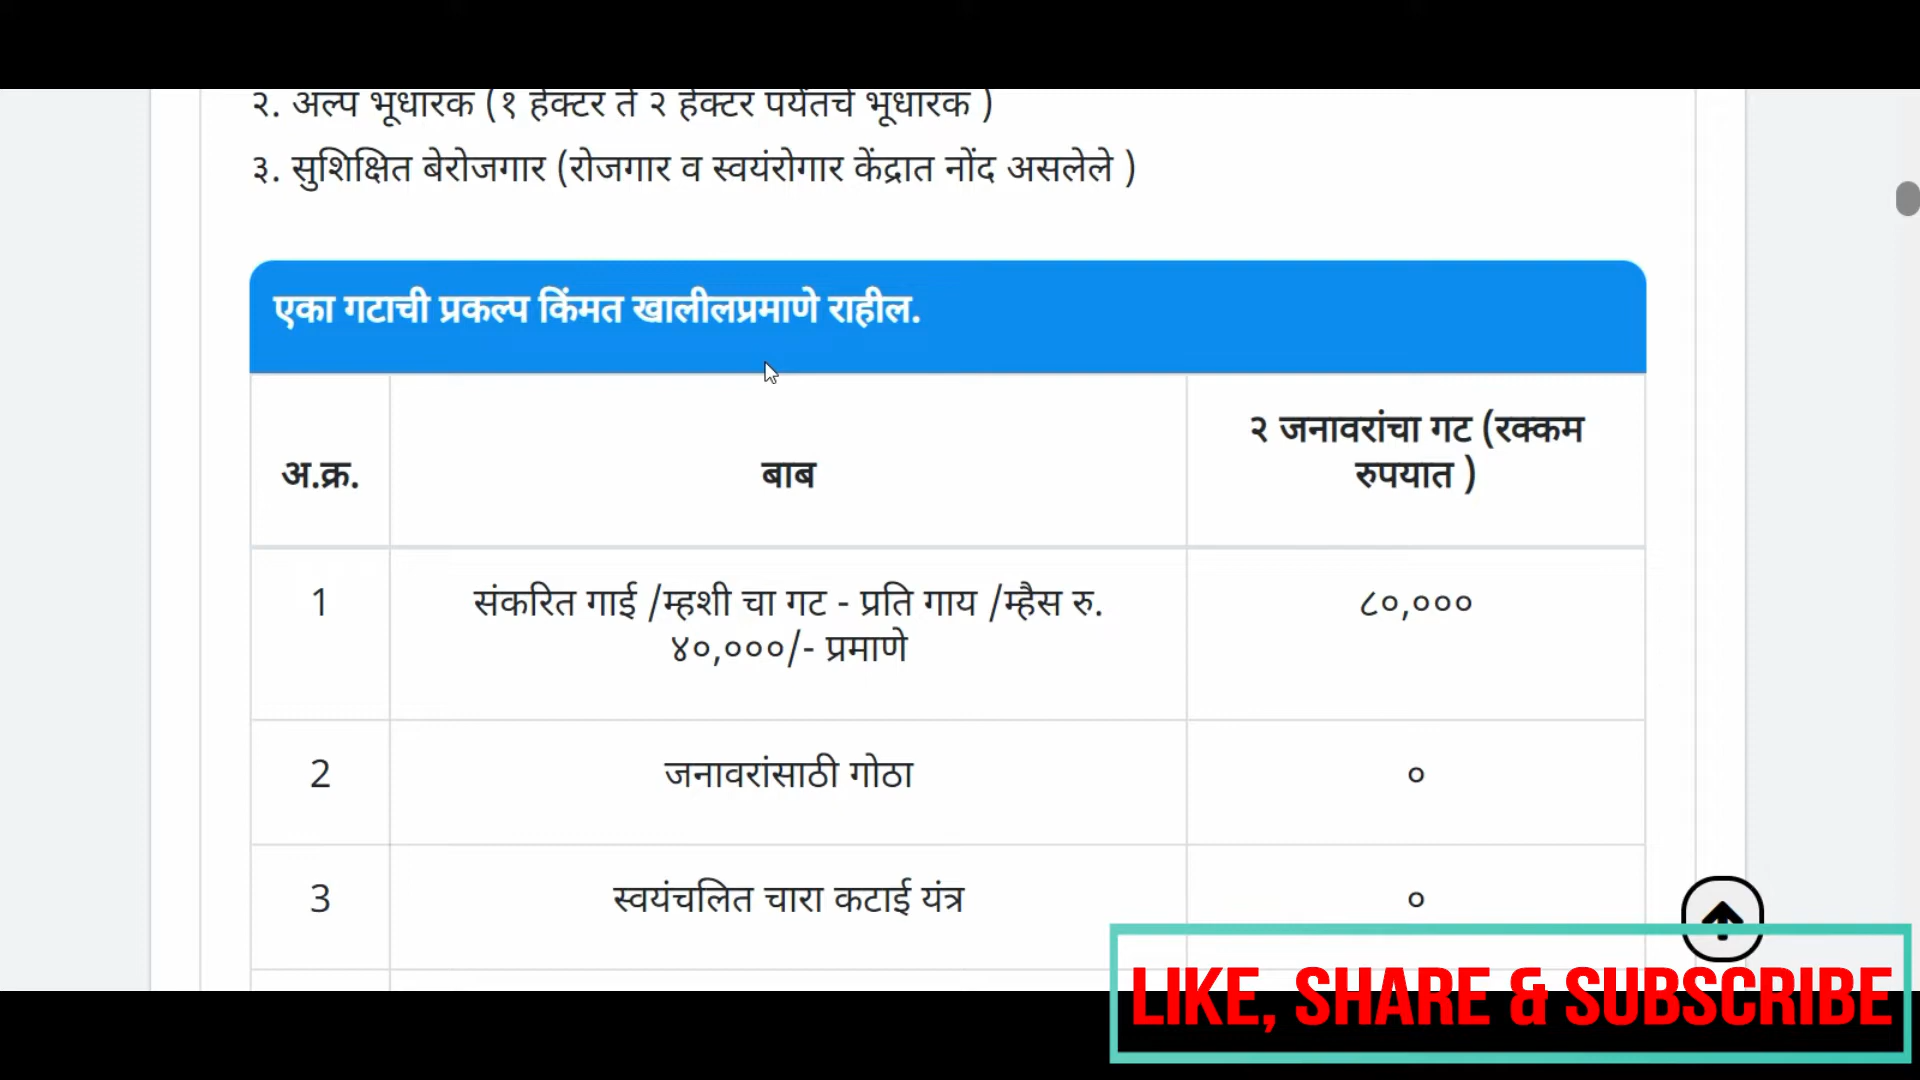 २. अल्प भूधारक (१ हेक्टर ते २ हेक्टर पर्यंतचे भूधारक )
३. सुशिक्षित बेरोजगार (रोजगार व स्वयंरोगार केंद्रात नोंद असलेले )
एका गटाची प्रकल्प किंमत खालीलप्रमाणे राहील.
अ.क्र.
बाब
२ जनावरांचा गट (रक्कम
रुपयात )
1
संकरित गाई /म्हशी चा गट - प्रति गाय /म्हैस रु.
४०,०००/- प्रमाणे
८०,०००
2
जनावरांसाठी गोठा
०
3
स्वयंचलित चारा कटाई यंत्र
०
LIKE, SHARE & SUBSCRIBE